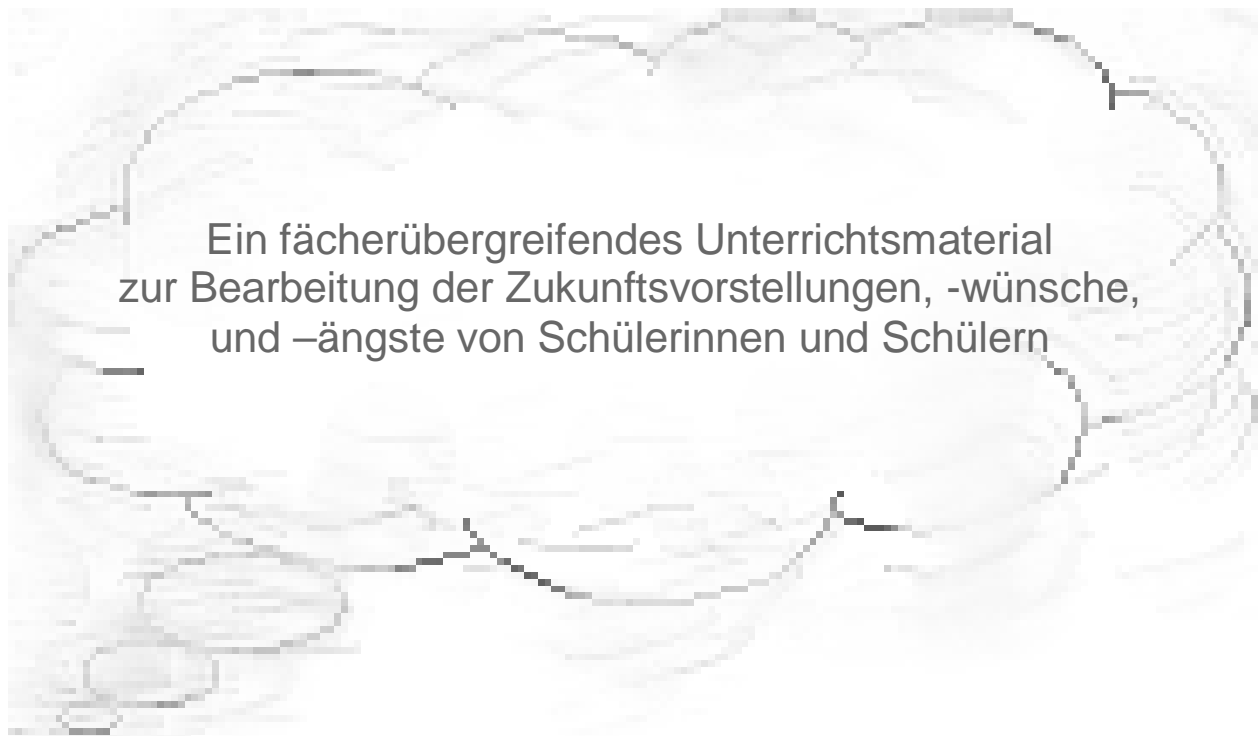 Ein fächerübergreifendes Unterrichtsmaterial
zur Bearbeitung der Zukunftsvorstellungen, -wünsche,
und –ängste von Schülerinnen und Schülern